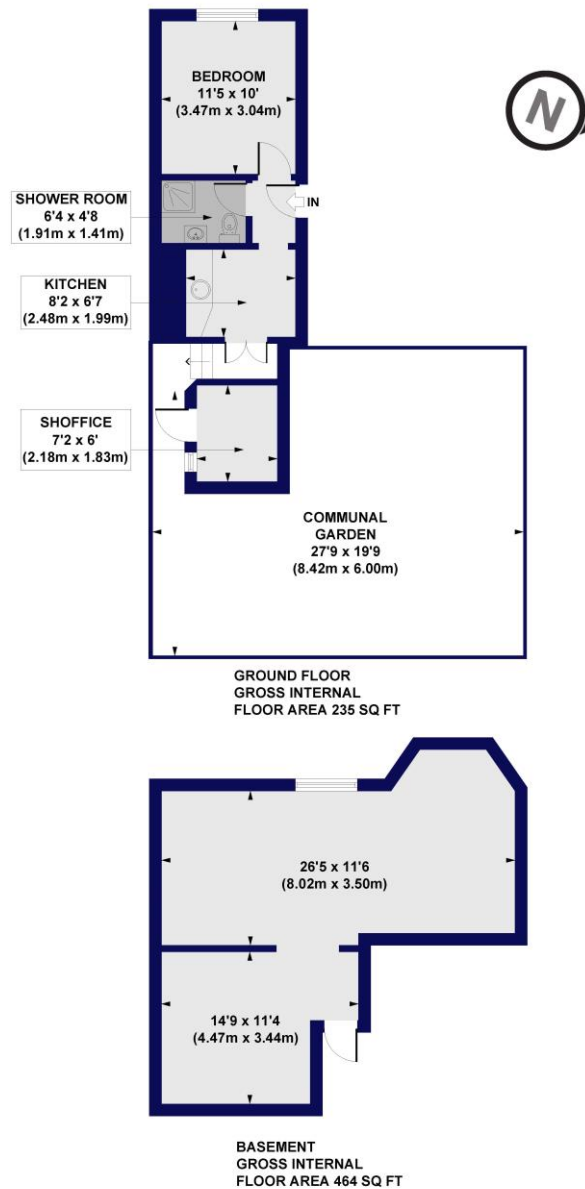 BEDROOM
11'5 x 10'
(3.47m x 3.04m)
N
SHOWER ROOM
6'4 x 4'8
(1.91m x 1.41m)
IN
KITCHEN
8'2 x 6'7
(2.48m x 1.99m)
SHOFFICE
7'2 x 6'
(2.18m x 1.83m)
COMMUNAL
GARDEN
27'9 x 19'9
(8.42m x 6.00m)
GROUND FLOOR
GROSS INTERNAL
FLOOR AREA 235 SQ FT
26'5 x 11'6
(8.02m x 3.50m)
14'9 x 11'4
(4.47m x 3.44m)
BASEMENT
GROSS INTERNAL
FLOOR AREA 464 SQ FT